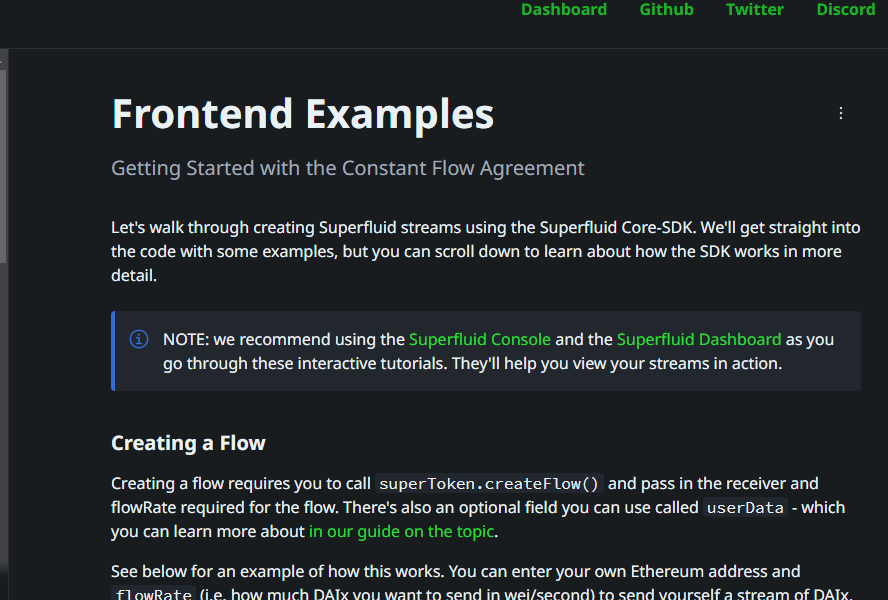 Dashboard Github Twitter Discord
Frontend Examples
Getting Started with the Constant Flow Agreement
Let's walk through creating Superfluid streams using the Superfluid Core-SDK. We'll get straight into
the code with some examples, but you can scroll down to learn about how the SDK works in more
detail.
NOTE: we recommend using the Superfluid Console and the Superfluid Dashboard as you
go through these interactive tutorials. They'll help you view your streams in action.
Creating a Flow
Creating a flow requires you to call superToken.createFlow() and pass in the receiver and
flowRate required for the flow. There's also an optional field you can use called userData - which
you can learn more about in our guide on the topic.
See below for an example of how this works. You can enter your own Ethereum address and
flowRate (i.e. how much DAIx you want to send in wei/second) to send yourself a stream of DAIx.